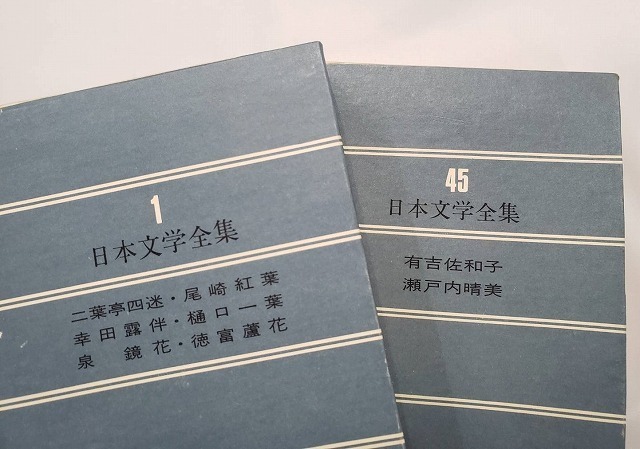 1
日本文学全集
二葉亭四迷・尾崎紅葉
幸田露伴・樋口一葉
泉鏡花・徳富蘆花
45
日本文学全集
有吉佐和子
瀬戸内晴美